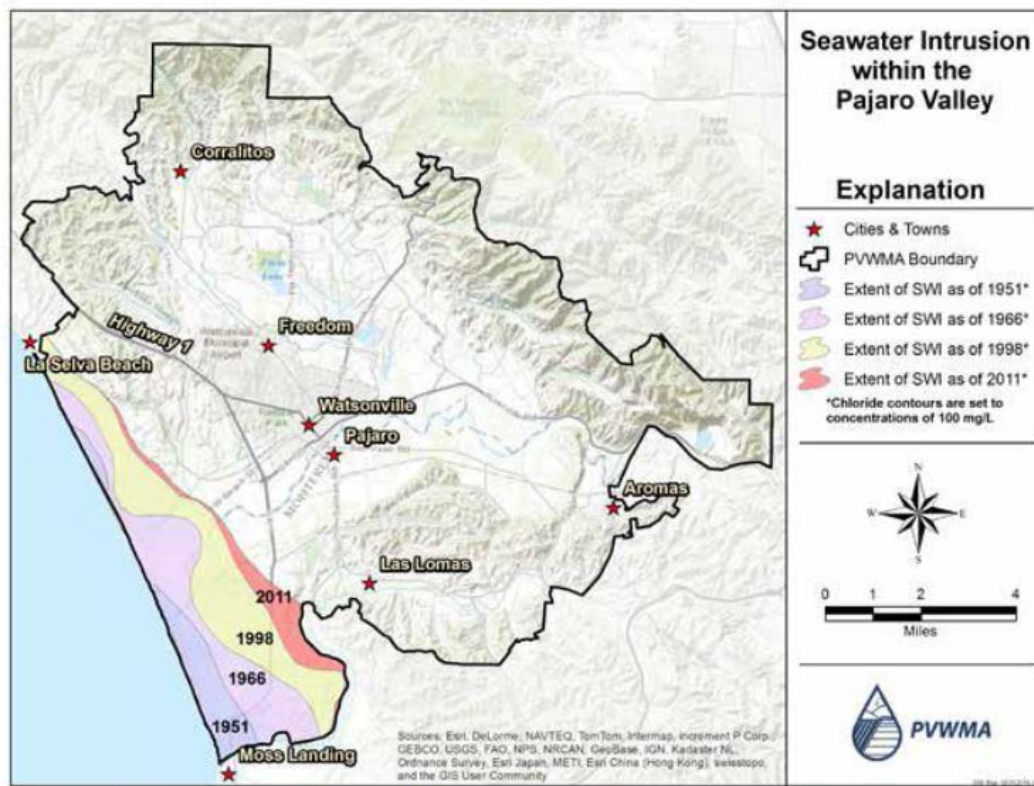 Seawater Intrusion
within the
Pajaro Valley
Explanation
Cities & Towns
PVWMA Boundary
Extent of SWI as of 1951*
Extent of SWI as of 1966*
Extent of SWI as of 1998*
Extent of SWI as of 2011*
*Chloride contours are set to
concentrations of 100 mg/L
N
W
E
S
0 1 2 4
Miles
PVWMA
Corralitos
Highway 1
Freedom
La Selva Beach
Watsonville
Pajaro
Aromas
Las Lomas
2011
1998
1966
1951
Moss Landing
Sources: Esri, DeLorme, NAVTEQ, TomTom, Intermap, increment P Corp.,
GEBCO, USGS, FAO, NPS, NRCAN, GeoBase, IGN, Kadaster NL,
Ordnance Survey, Esri Japan, METI, Esri China (Hong Kong), swisstopo,
and the GIS User Community